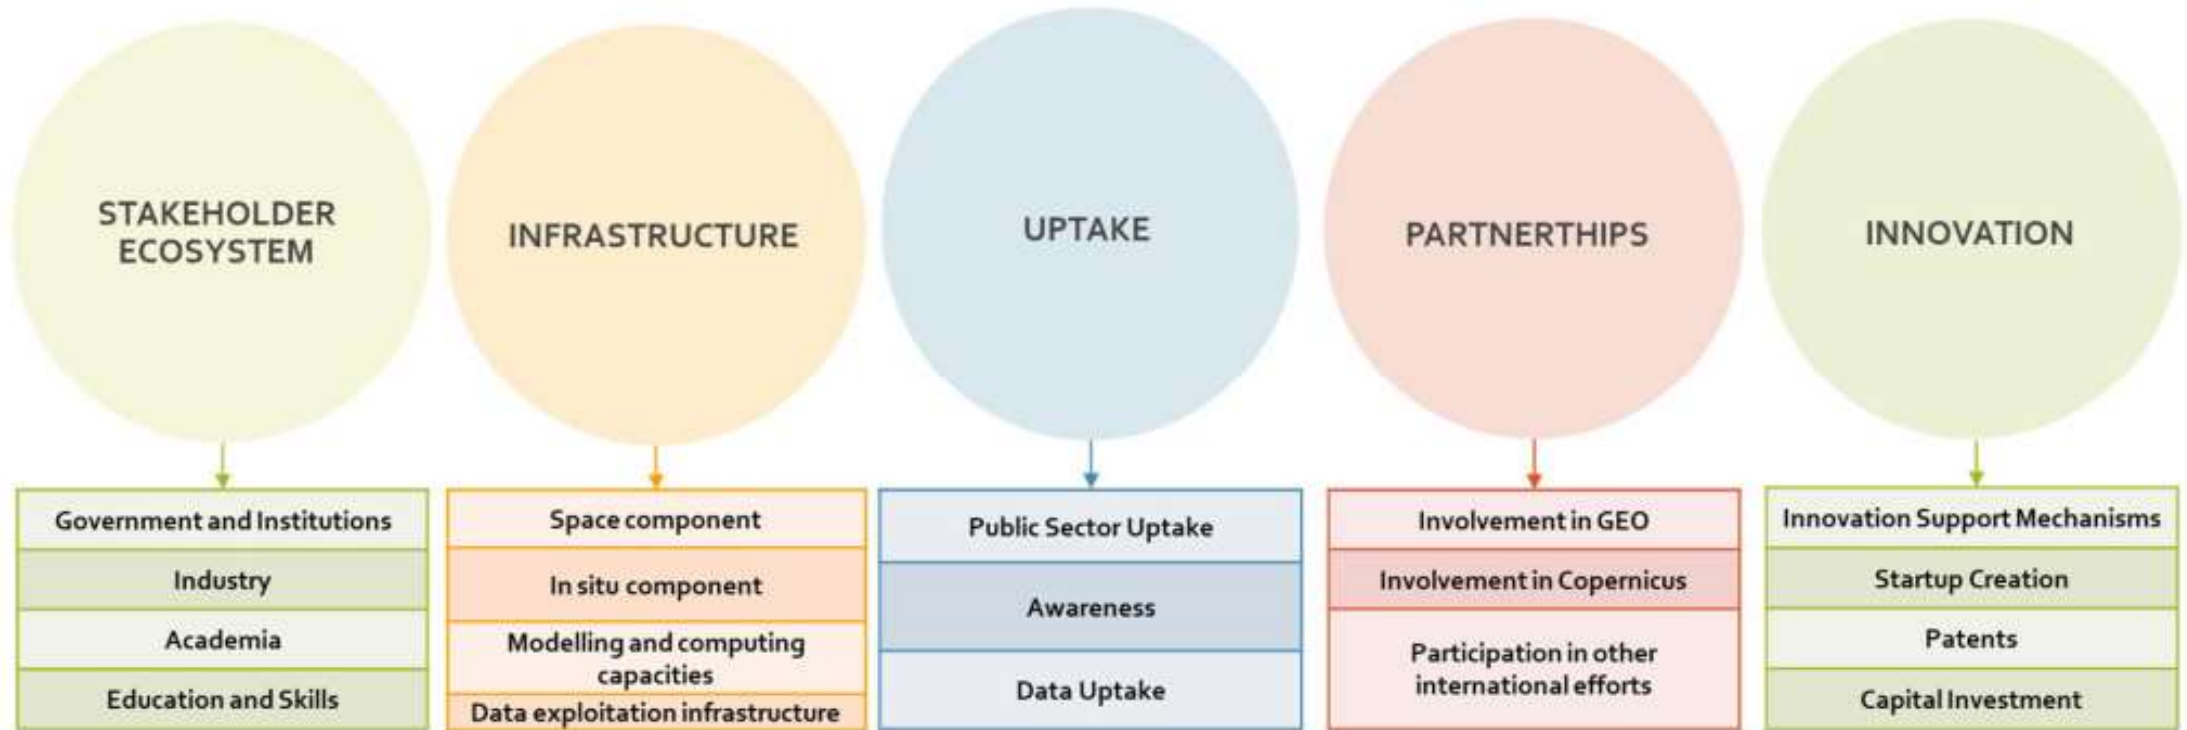 STAKEHOLDER
ECOSYSTEM
INFRASTRUCTURE
UPTAKE
PARTNERTHIPS
INNOVATION
Government and Institutions
Industry
Academia
Education and Skills
Space component
In situ component
Modelling and computing
capacities
Data exploitation infrastructure
Public Sector Uptake
Awareness
Data Uptake
Involvement in GEO
Involvement in Copernicus
Participation in other
international efforts
Innovation Support Mechanisms
Startup Creation
Patents
Capital Investment